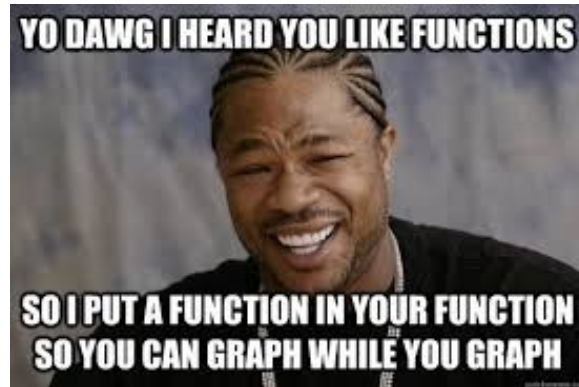 YO DAWG I HEARD YOU LIKE FUNCTIONS
SO I PUT A FUNCTION IN YOUR FUNCTION
SO YOU CAN GRAPH WHILE YOU GRAPH